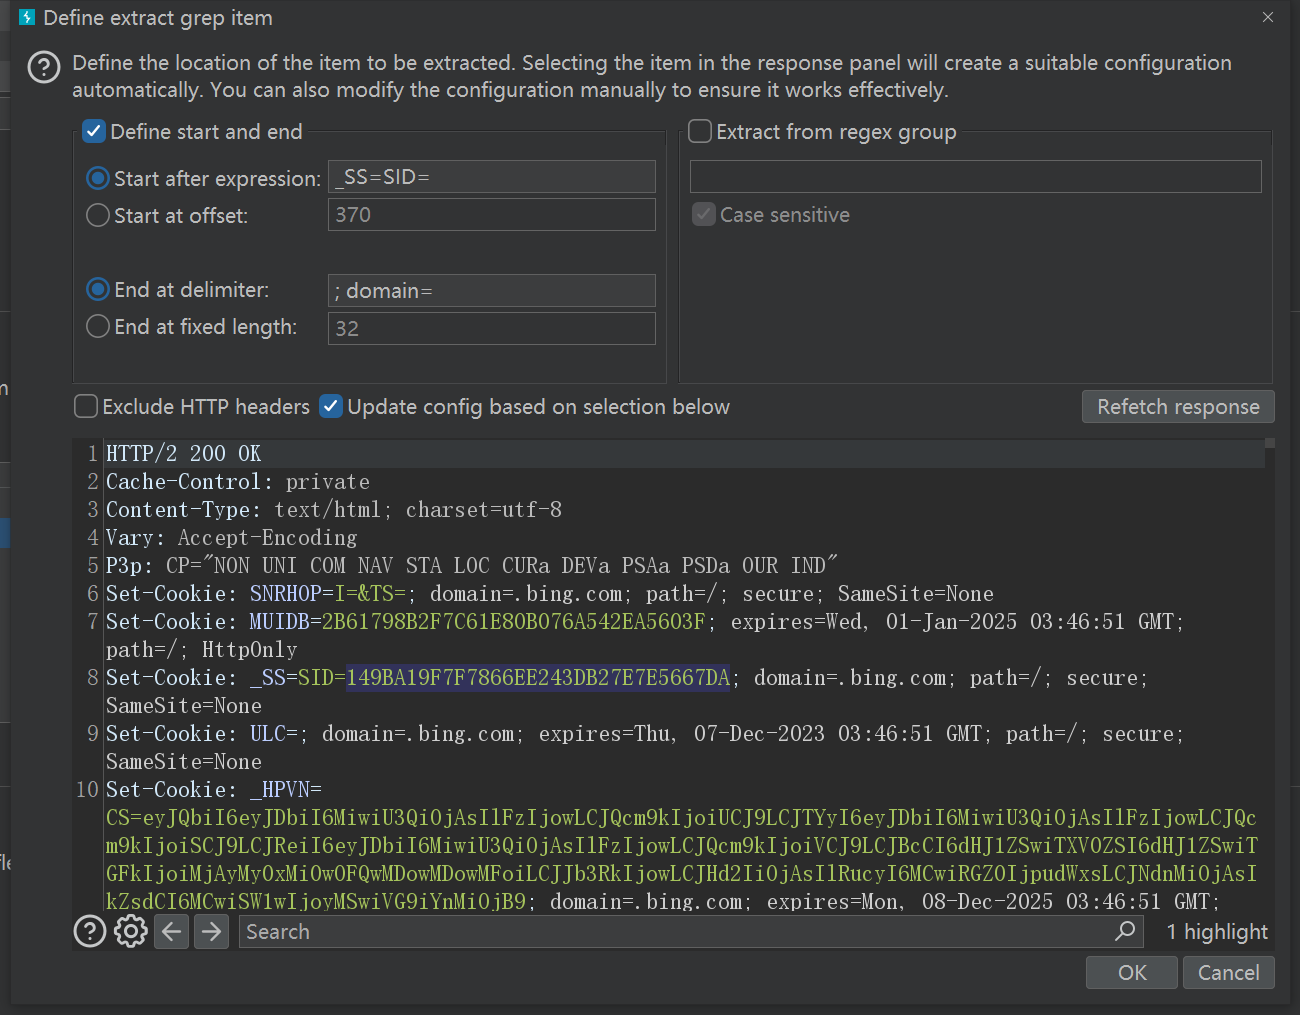 Define extract grep item
Define the location of the item to be extracted. Selecting the item in the response panel will create a suitable configuration
automatically. You can also modify the configuration manually to ensure it works effectively.
Define start and end
Extract from regex group
Start after expression: _SS=SID=
Start at offset: 370
Case sensitive
End at delimiter: ; domain=
End at fixed length: 32
Exclude HTTP headers Update config based on selection below Refetch response
1 HTTP/2 200 OK
2 Cache-Control: private
3 Content-Type: text/html; charset=utf-8
4 Vary: Accept-Encoding
5 P3p: CP="NON UNI COM NAV STA LOC CURa DEVa PSAa PSDa OUR IND"
6 Set-Cookie: SNRHOP=I=&TS=; domain=.bing.com; path=/; secure; SameSite=None
7 Set-Cookie: MUIDB=2B61798B2F7C61E80B076A542EA5603F; expires=Wed, 01-Jan-2025 03:46:51 GMT;
path=/; HttpOnly
8 Set-Cookie: _SS=SID=149BA19F7F7866EE243DB27E7E5667DA; domain=.bing.com; path=/; secure;
SameSite=None
9 Set-Cookie: ULC=; domain=.bing.com; expires=Thu, 07-Dec-2023 03:46:51 GMT; path=/; secure;
SameSite=None
10 Set-Cookie: _HPVN=
CS=eyJQbiI6eyJDbiI6MiwiU3QiOjAsIlFzIjowLCJQcm9kIjoiUCJ9LCJTYyI6eyJDbiI6MiwiU3QiOjAsIlFzIjowLCJQc
m9kIjoiSCJ9LCJReiI6eyJDbiI6MiwiU3QiOjAsIlFzIjowLCJQcm9kIjoiVCJ9LCJBcCI6dHJ1ZSwiTXV0ZSI6dHJ1ZSwiT
GFkIjoiMjAyMy0xMi0wOFQwMDowMDowMFoiLCJJb3RkIjowLCJHd2IiOjAsIlRucyI6MCwiRGZ0IjpudWxsLCJNdnMiOjAsI
kZsdCI6MCwiSW1wIjoyMSwiVG9iYnMiOjB9; domain=.bing.com; expires=Mon, 08-Dec-2025 03:46:51 GMT;
Search 1 highlight
OK Cancel